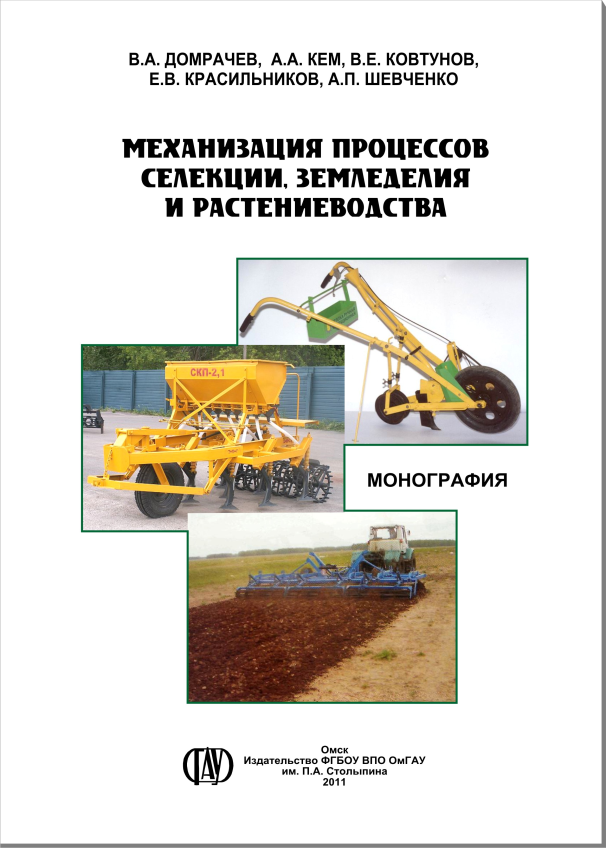 В.А. ДОМРАЧЕВ, А.А. КЕМ, В.Е. КОВТУНОВ,
Е.В. КРАСИЛЬНИКОВ, А.П. ШЕВЧЕНКО
МЕХАНИЗАЦИЯ ПРОЦЕССОВ
СЕЛЕКЦИИ, ЗЕМЛЕДЕЛИЯ
И РАСТЕНИЕВОДСТВА
СКП-2,1
МОНОГРАФИЯ
ГАУ
Омск
Издательство ФГБОУ ВПО ОмГАУ
им. П.А. Столыпина
2011